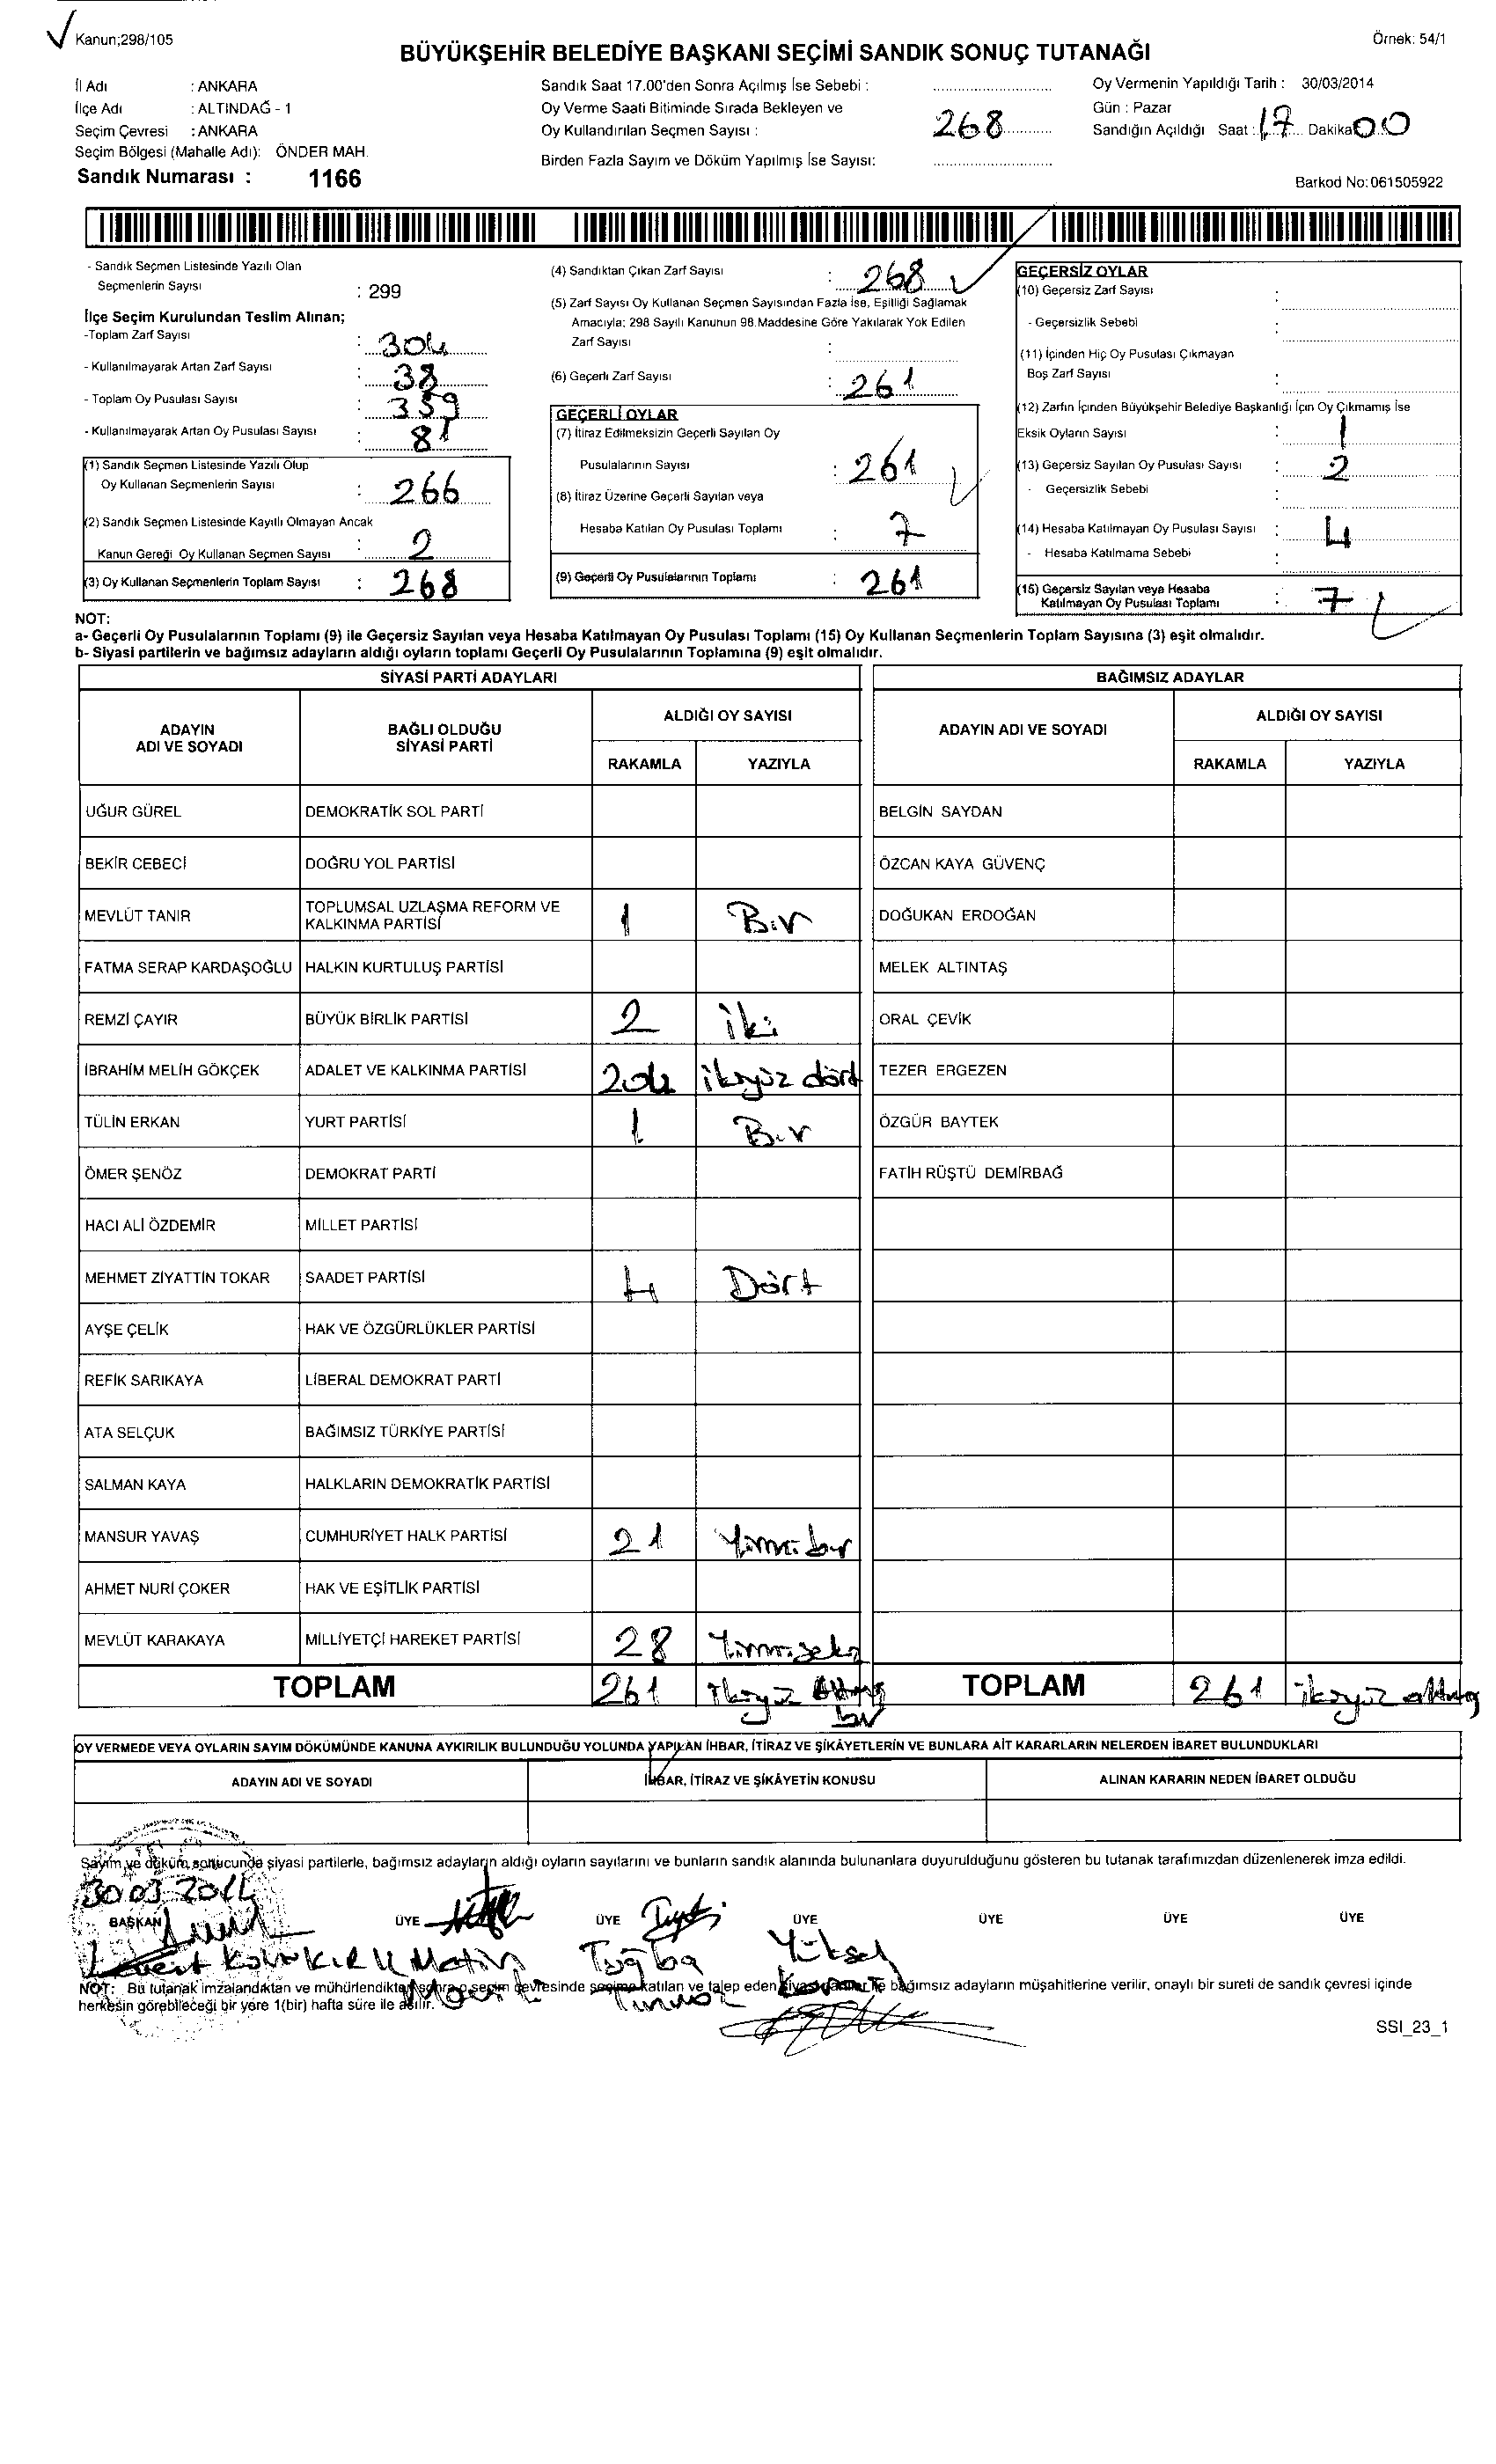 Kanun;298/105
Örnek: 54/1
BÜYÜKŞEHİR BELEDİYE BAŞKANI SEÇİMİ SANDIK SONUÇ TUTANAĞI
İl Adı : ANKARA
İlçe Adı : ALTINDAĞ - 1
Seçim Çevresi : ANKARA
Seçim Bölgesi (Mahalle Adı): ÖNDER MAH.
Sandık Numarası : 1166
Sandık Saat 17.00'den Sonra Açılmış İse Sebebi :
Oy Verme Saati Bitiminde Sırada Bekleyen ve
Oy Kullandırılan Seçmen Sayısı : 268
Birden Fazla Sayım ve Döküm Yapılmış İse Sayısı:
Oy Vermenin Yapıldığı Tarih : 30/03/2014
Gün : Pazar
Sandığın Açıldığı Saat : 17 Dakika 00
Barkod No:061505922
- Sandık Seçmen Listesinde Yazılı Olan
Seçmenlerin Sayısı : 299
İlçe Seçim Kurulundan Teslim Alınan;
-Toplam Zarf Sayısı : 304
- Kullanılmayarak Artan Zarf Sayısı : 38
- Toplam Oy Pusulası Sayısı : 359
- Kullanılmayarak Artan Oy Pusulası Sayısı : 81
(1) Sandık Seçmen Listesinde Yazılı Olup
Oy Kullanan Seçmenlerin Sayısı : 266
(2) Sandık Seçmen Listesinde Kayıtlı Olmayan Ancak
Kanun Gereği Oy Kullanan Seçmen Sayısı : 2
(3) Oy Kullanan Seçmenlerin Toplam Sayısı : 268
(4) Sandıktan Çıkan Zarf Sayısı : 268
(5) Zarf Sayısı Oy Kullanan Seçmen Sayısından Fazla İse, Eşitliği Sağlamak
Amacıyla; 298 Sayılı Kanunun 98.Maddesine Göre Yakılarak Yok Edilen
Zarf Sayısı :
(6) Geçerli Zarf Sayısı : 261
GEÇERLİ OYLAR
(7) İtiraz Edilmeksizin Geçerli Sayılan Oy
Pusulalarının Sayısı : 261
(8) İtiraz Üzerine Geçerli Sayılan veya
Hesaba Katılan Oy Pusulası Toplamı : 7
(9) Geçerli Oy Pusulalarının Toplamı : 261
GEÇERSİZ OYLAR
(10) Geçersiz Zarf Sayısı :
- Geçersizlik Sebebi :
(11) İçinden Hiç Oy Pusulası Çıkmayan
Boş Zarf Sayısı :
(12) Zarfın İçinden Büyükşehir Belediye Başkanlığı İçin Oy Çıkmamış İse
Eksik Oyların Sayısı : 1
(13) Geçersiz Sayılan Oy Pusulası Sayısı : 2
- Geçersizlik Sebebi :
(14) Hesaba Katılmayan Oy Pusulası Sayısı : 4
- Hesaba Katılmama Sebebi :
(15) Geçersiz Sayılan veya Hesaba
Katılmayan Oy Pusulası Toplamı : 7
NOT:
a- Geçerli Oy Pusulalarının Toplamı (9) ile Geçersiz Sayılan veya Hesaba Katılmayan Oy Pusulası Toplamı (15) Oy Kullanan Seçmenlerin Toplam Sayısına (3) eşit olmalıdır.
b- Siyasi partilerin ve bağımsız adayların aldığı oyların toplamı Geçerli Oy Pusulalarının Toplamına (9) eşit olmalıdır.
SİYASİ PARTİ ADAYLARI
ADAYIN ADI VE SOYADI
BAĞLI OLDUĞU SİYASİ PARTİ
ALDIĞI OY SAYISI
RAKAMLA YAZIYLA
UĞUR GÜREL DEMOKRATİK SOL PARTİ
BEKİR CEBECİ DOĞRU YOL PARTİSİ
MEVLÜT TANIR TOPLUMSAL UZLAŞMA REFORM VE KALKINMA PARTİSİ 1 Bir
FATMA SERAP KARDAŞOĞLU HALKIN KURTULUŞ PARTİSİ
REMZİ ÇAYIR BÜYÜK BİRLİK PARTİSİ 2 iki
İBRAHİM MELİH GÖKÇEK ADALET VE KALKINMA PARTİSİ 204 ikiyüz dört
TÜLİN ERKAN YURT PARTİSİ 1 Bir
ÖMER ŞENÖZ DEMOKRAT PARTİ
HACI ALİ ÖZDEMİR MİLLET PARTİSİ
MEHMET ZİYATTİN TOKAR SAADET PARTİSİ 4 Dört
AYŞE ÇELİK HAK VE ÖZGÜRLÜKLER PARTİSİ
REFİK SARIKAYA LİBERAL DEMOKRAT PARTİ
ATA SELÇUK BAĞIMSIZ TÜRKİYE PARTİSİ
SALMAN KAYA HALKLARIN DEMOKRATİK PARTİSİ
MANSUR YAVAŞ CUMHURİYET HALK PARTİSİ 21 Yirmi bir
AHMET NURİ ÇOKER HAK VE EŞİTLİK PARTİSİ
MEVLÜT KARAKAYA MİLLİYETÇİ HAREKET PARTİSİ 28 Yirmi sekiz
TOPLAM 261 ikiyüz Altmış bir
BAĞIMSIZ ADAYLAR
ADAYIN ADI VE SOYADI
ALDIĞI OY SAYISI
RAKAMLA YAZIYLA
BELGİN SAYDAN
ÖZCAN KAYA GÜVENÇ
DOĞUKAN ERDOĞAN
MELEK ALTINTAŞ
ORAL ÇEVİK
TEZER ERGEZEN
ÖZGÜR BAYTEK
FATİH RÜŞTÜ DEMİRBAĞ
TOPLAM 261 ikiyüz altmış
OY VERMEDE VEYA OYLARIN SAYIM DÖKÜMÜNDE KANUNA AYKIRILIK BULUNDUĞU YOLUNDA YAPILAN İHBAR, İTİRAZ VE ŞİKÂYETLERİN VE BUNLARA AİT KARARLARIN NELERDEN İBARET BULUNDUKLARI
ADAYIN ADI VE SOYADI
İHBAR, İTİRAZ VE ŞİKÂYETİN KONUSU
ALINAN KARARIN NEDEN İBARET OLDUĞU
Sayım ve döküm sonucunda siyasi partilerle, bağımsız adayların aldığı oyların sayılarını ve bunların sandık alanında bulunanlara duyurulduğunu gösteren bu tutanak tarafımızdan düzenlenerek imza edildi.
30 03 2014
BAŞKAN ÜYE ÜYE ÜYE ÜYE ÜYE ÜYE
Levent Metin Tuğba Yüksel
NOT: Bu tutanak imzalandıktan ve mühürlendikten sonra o seçim çevresinde seçime katılan ve talep eden siyasi partiler ile bağımsız adayların müşahitlerine verilir, onaylı bir sureti de sandık çevresi içinde
herkesin görebileceği bir yere 1(bir) hafta süre ile asılır.
SSI_23_1